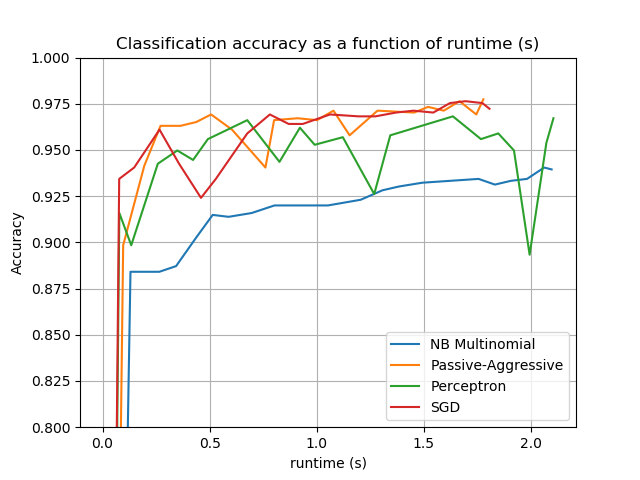 Classification accuracy as a function of runtime (s)
1.000
0.975
0.950
0.925
0.900
0.875
0.850
0.825
0.800
Accuracy
NB Multinomial
Passive-Aggressive
Perceptron
SGD
0.0 0.5 1.0 1.5 2.0
runtime (s)